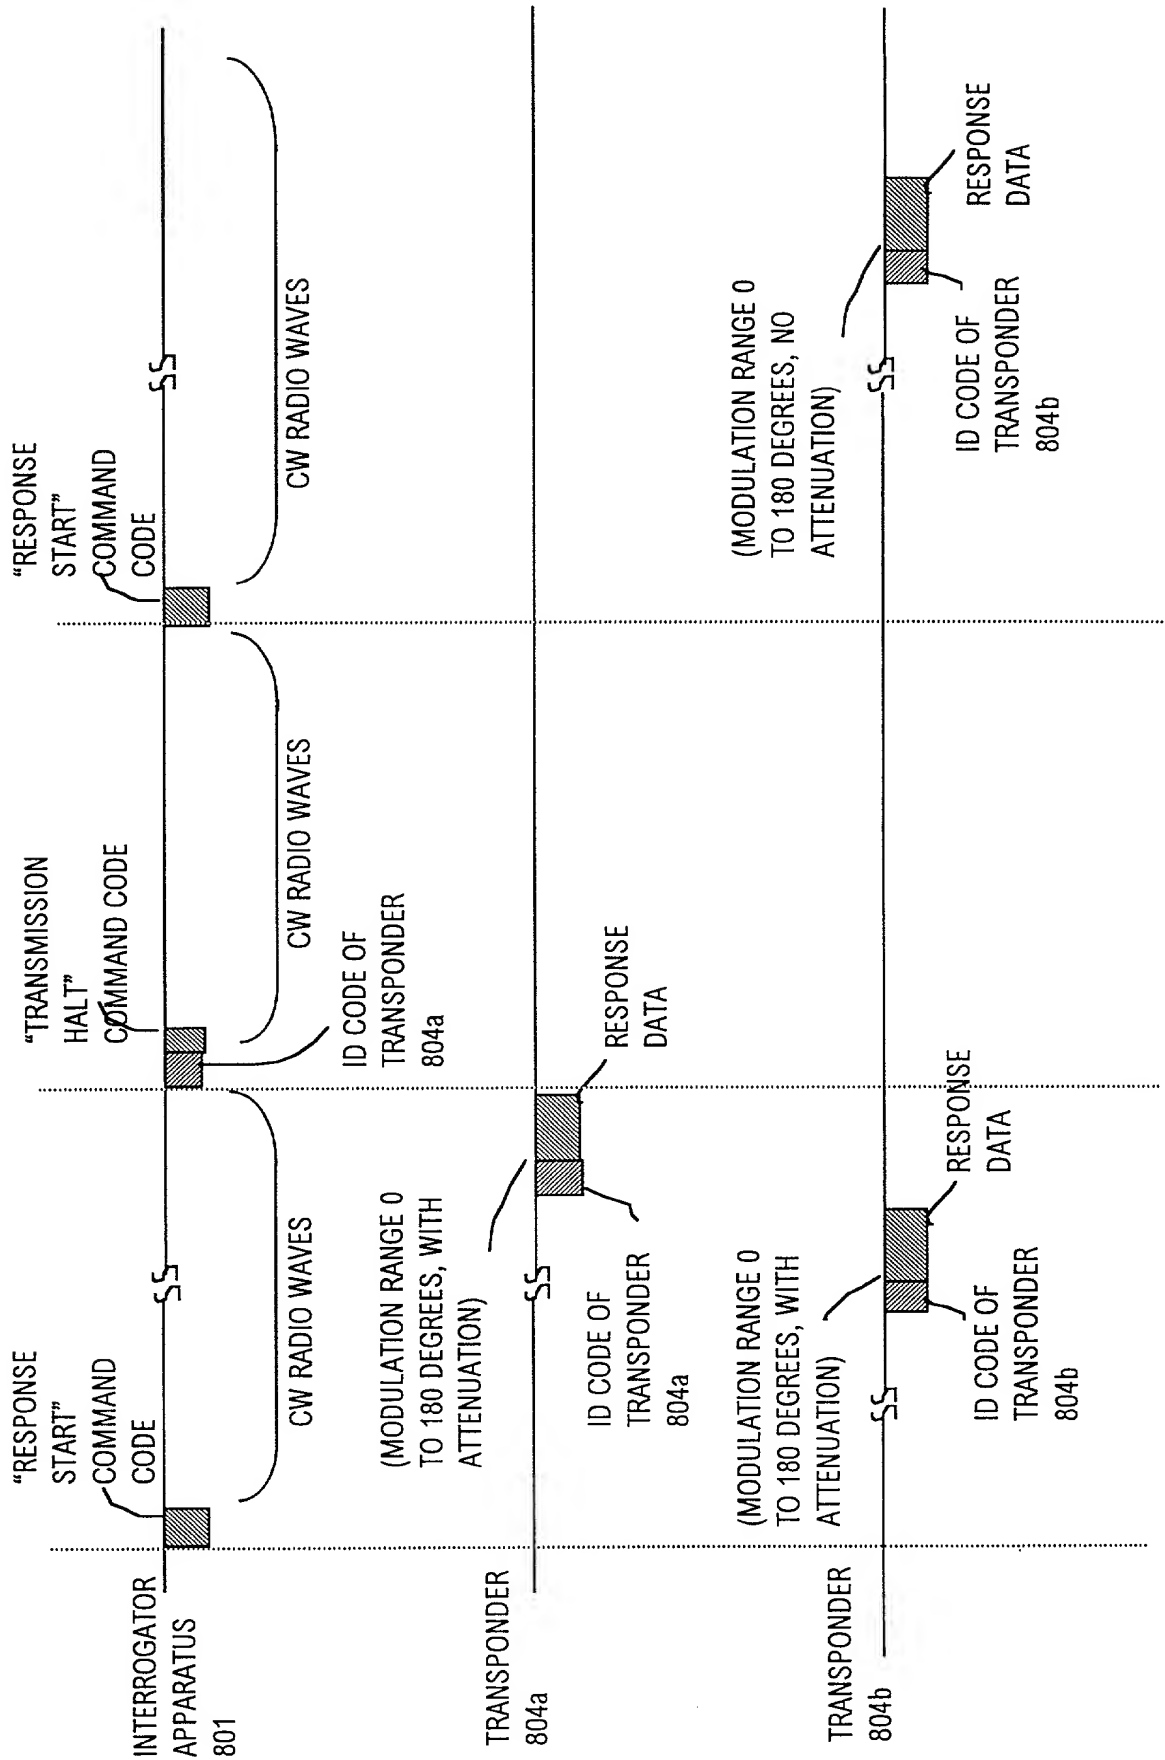 INTERROGATOR
APPARATUS
801
"RESPONSE
START"
COMMAND
CODE
CW RADIO WAVES
"TRANSMISSION
HALT"
COMMAND CODE
ID CODE OF
TRANSPONDER
804a
CW RADIO WAVES
"RESPONSE
START"
COMMAND
CODE
CW RADIO WAVES
TRANSPONDER
804a
(MODULATION RANGE 0
TO 180 DEGREES, WITH
ATTENUATION)
ID CODE OF
TRANSPONDER
804a
RESPONSE
DATA
TRANSPONDER
804b
(MODULATION RANGE 0
TO 180 DEGREES, WITH
ATTENUATION)
ID CODE OF
TRANSPONDER
804b
RESPONSE
DATA
(MODULATION RANGE 0
TO 180 DEGREES, NO
ATTENUATION)
ID CODE OF
TRANSPONDER
804b
RESPONSE
DATA